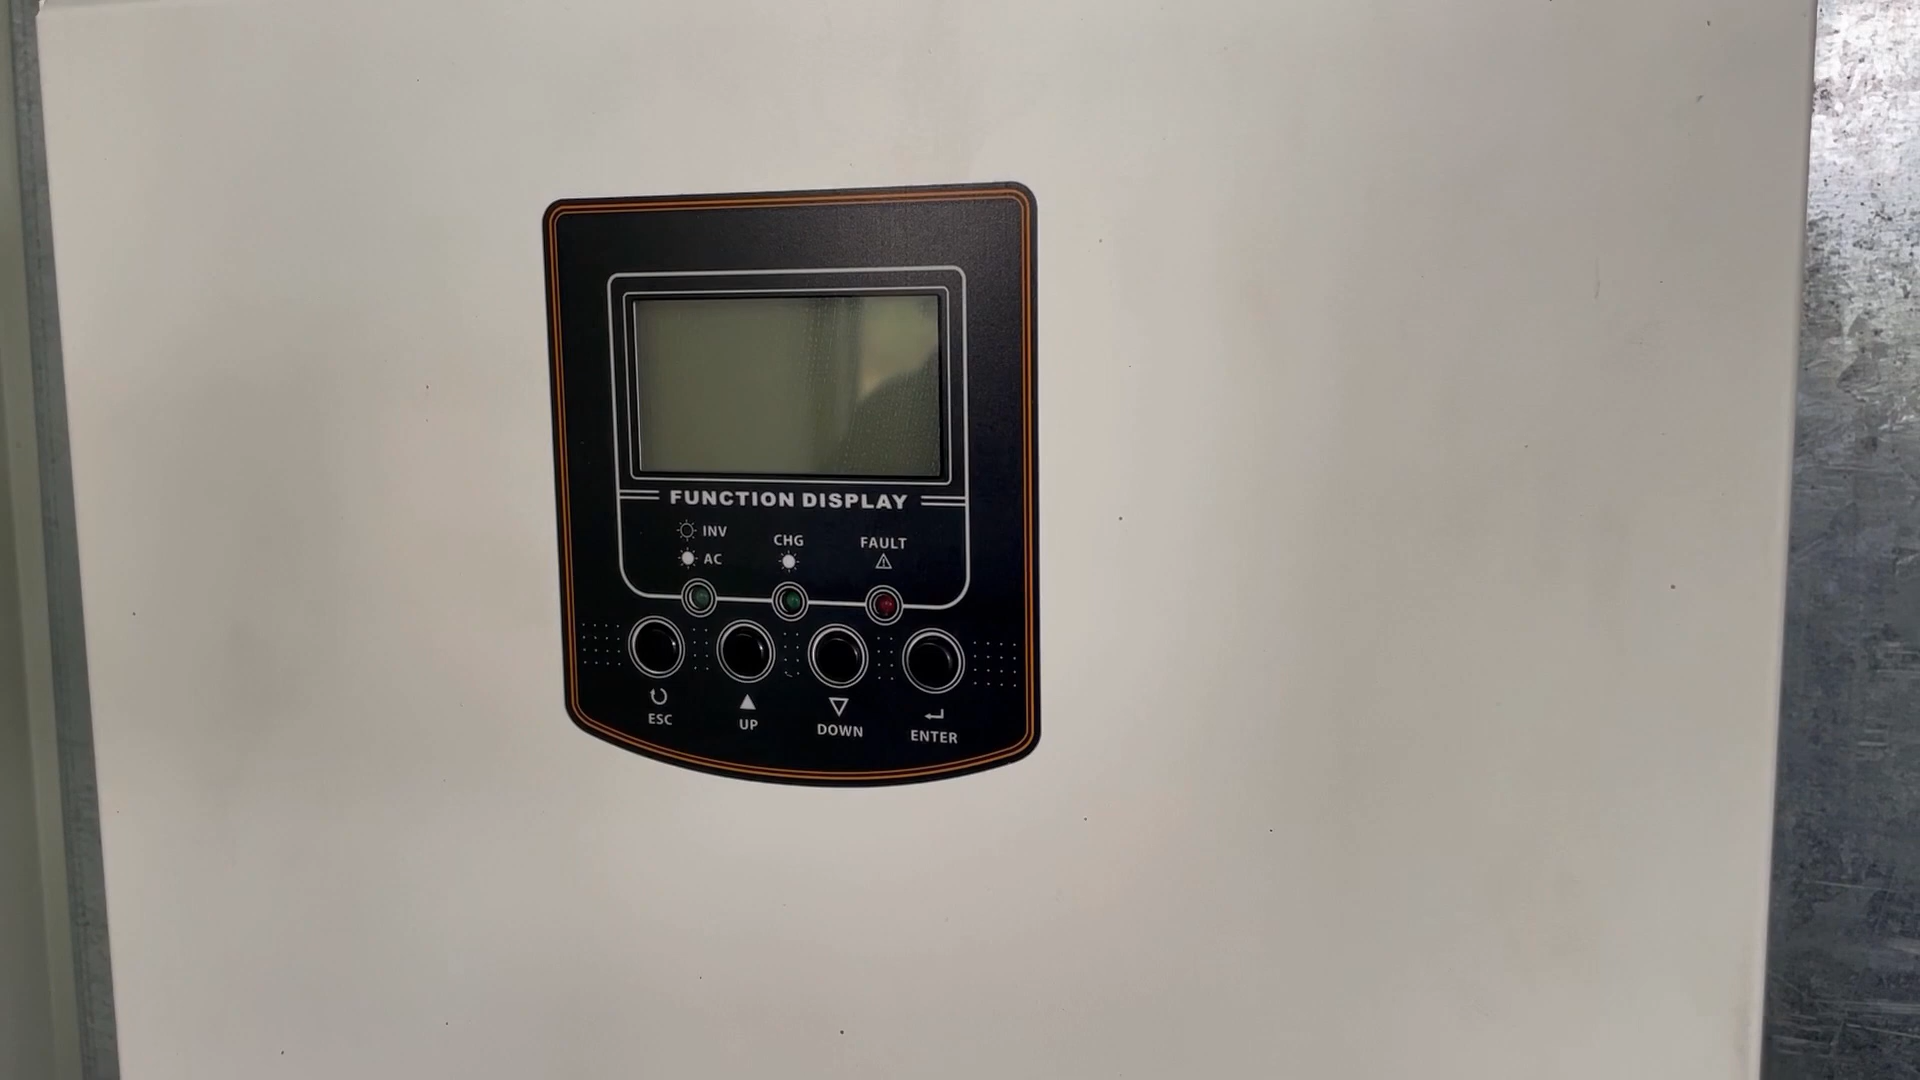 FUNCTION DISPLAY
INV
AC
CHG
FAULT
ESC
UP
DOWN
ENTER